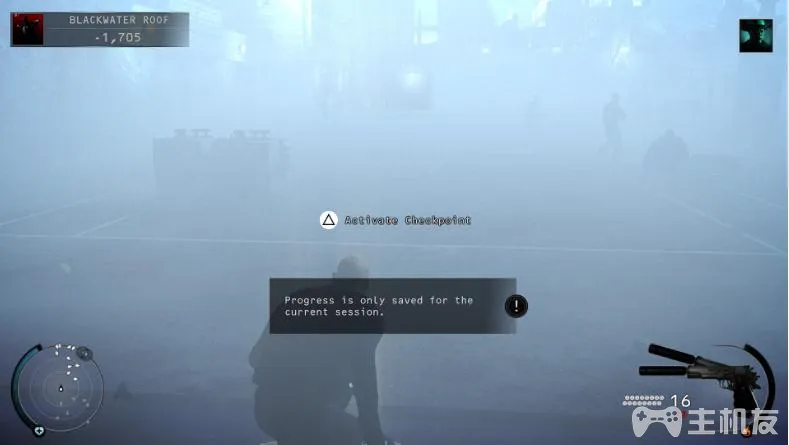 BLACKWATER ROOF
-1,705
Activate Checkpoint
Progress is only saved for the
current session.
!
16
主机友